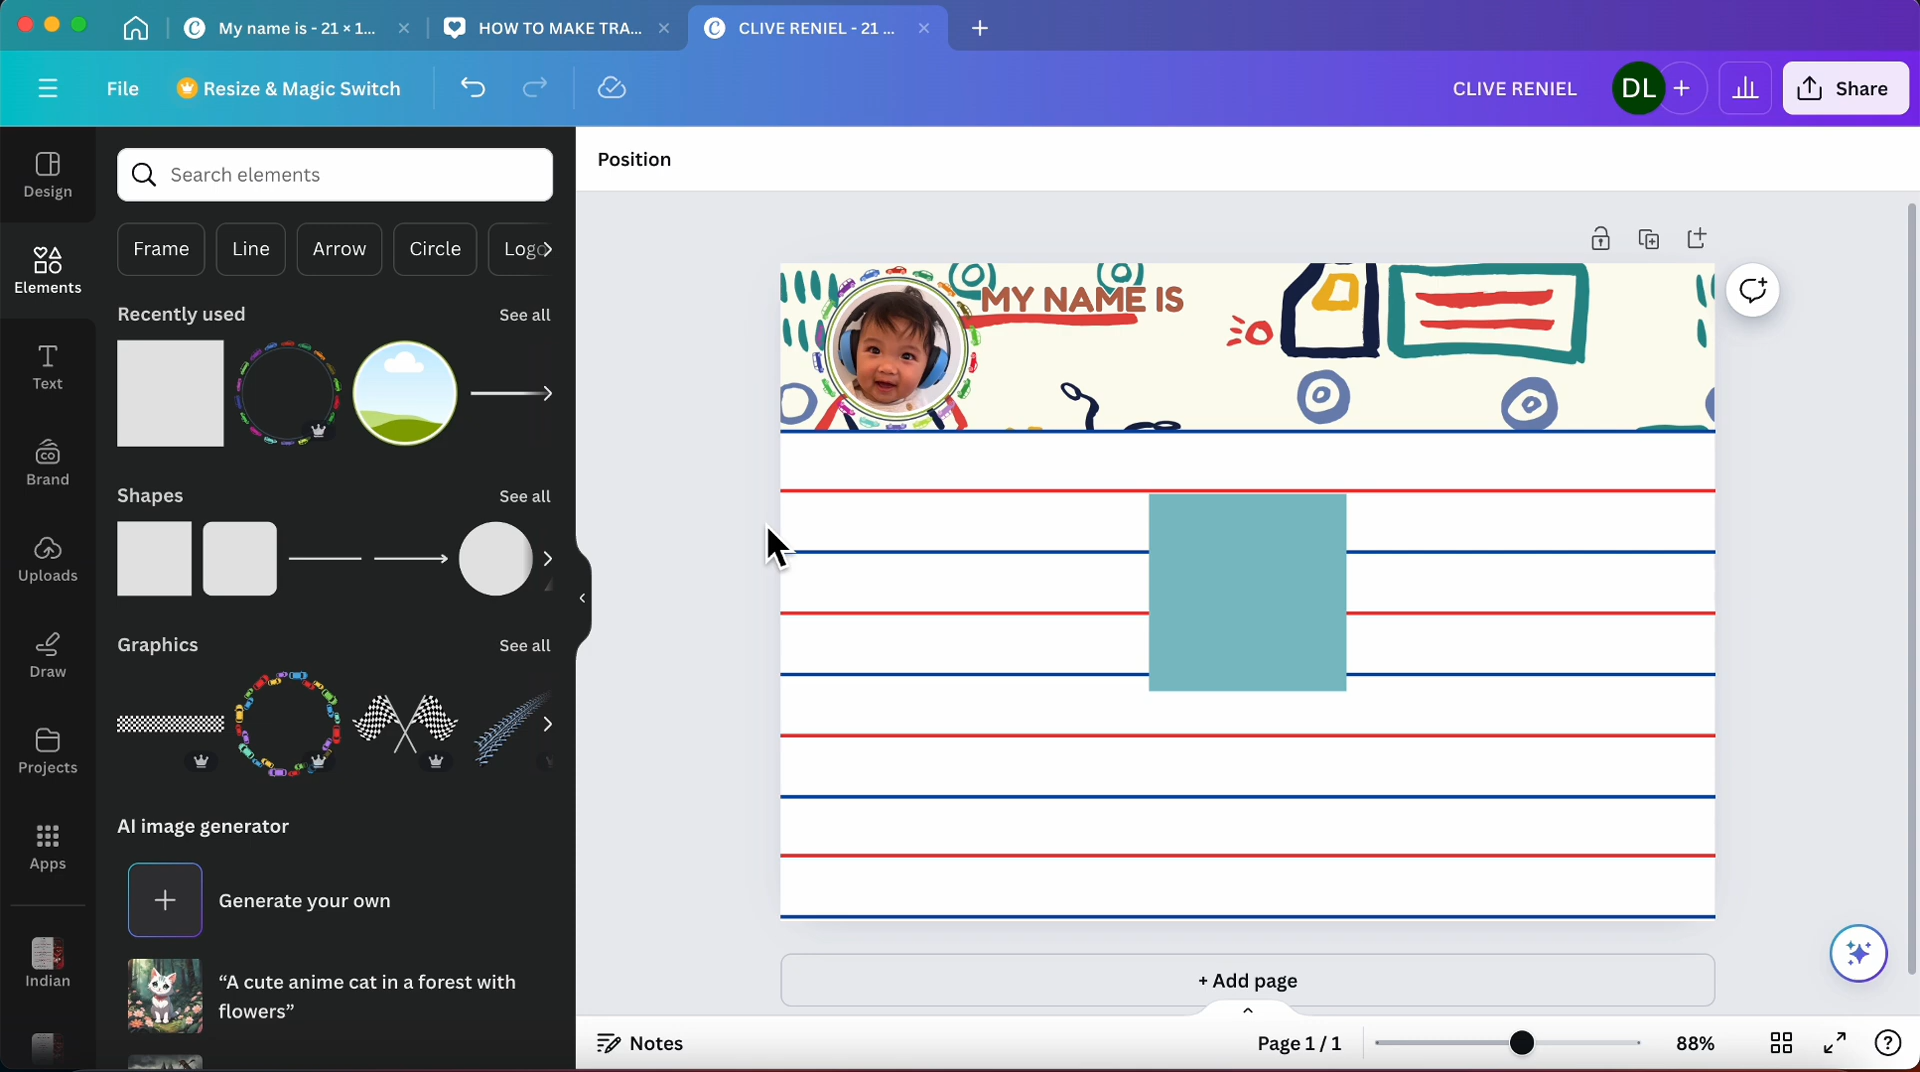 My name is - 21 × 1...
HOW TO MAKE TRA...
CLIVE RENIEL - 21 ...
File
Resize & Magic Switch
CLIVE RENIEL
DL
Share
Design
Elements
Text
Brand
Uploads
Draw
Projects
Apps
Indian
Search elements
Frame
Line
Arrow
Circle
Logo
Recently used
See all
Shapes
See all
Graphics
See all
AI image generator
Generate your own
“A cute anime cat in a forest with
flowers”
Position
MY NAME IS
+ Add page
Notes
Page 1 / 1
88%